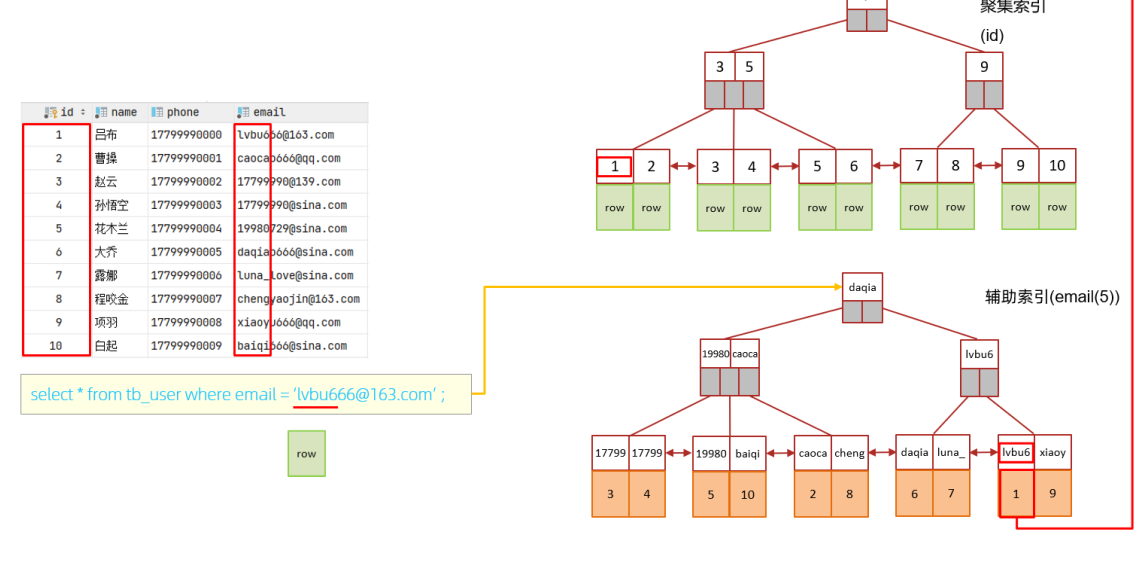 聚集索引
(id)
3 5
9
id name phone email
1 吕布 17799990000 lvbu666@163.com
2 曹操 17799990001 caocao666@qq.com
3 赵云 17799990002 17799990@139.com
4 孙悟空 17799990003 17799990@sina.com
5 花木兰 17799990004 19980729@sina.com
6 大乔 17799990005 daqiao666@sina.com
7 露娜 17799990006 luna_love@sina.com
8 程咬金 17799990007 chengyaojin@163.com
9 项羽 17799990008 xiaoyu666@qq.com
10 白起 17799990009 baiqi666@sina.com
1 2 3 4 5 6 7 8 9 10
row row row row row row row row row row
select * from tb_user where email = 'lvbu666@163.com' ;
row
daqia
辅助索引(email(5))
19980 caoca
lvbu6
17799 17799 19980 baiqi caoca cheng daqia luna_ lvbu6 xiaoy
3 4 5 10 2 8 6 7 1 9